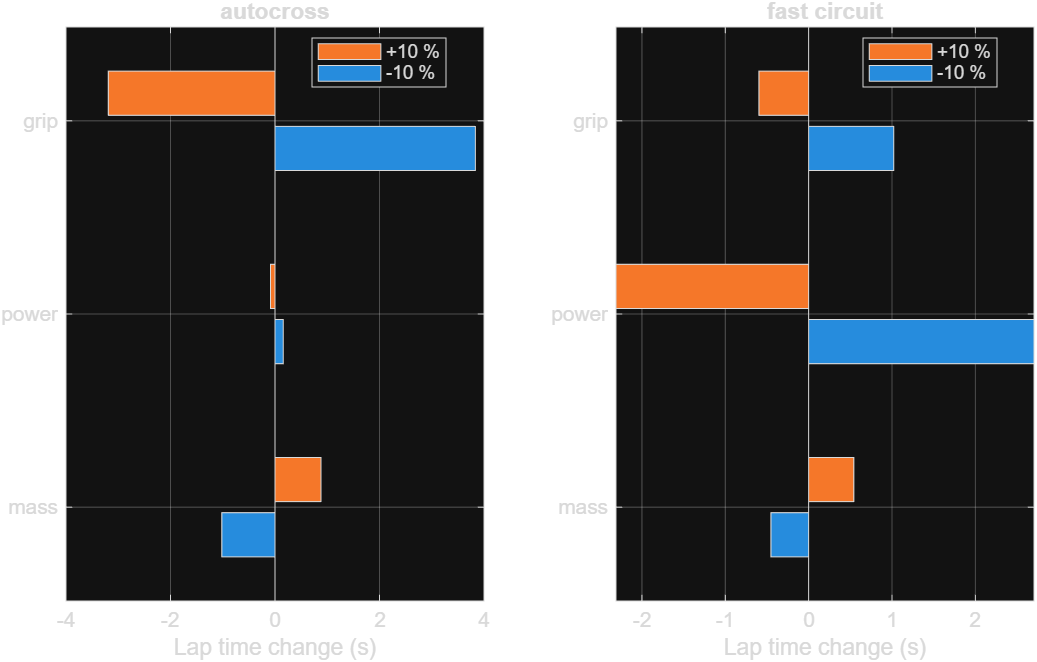 autocross
+10 %
-10 %
grip
power
mass
-4
-2
0
2
4
Lap time change (s)
fast circuit
+10 %
-10 %
grip
power
mass
-2
-1
0
1
2
Lap time change (s)